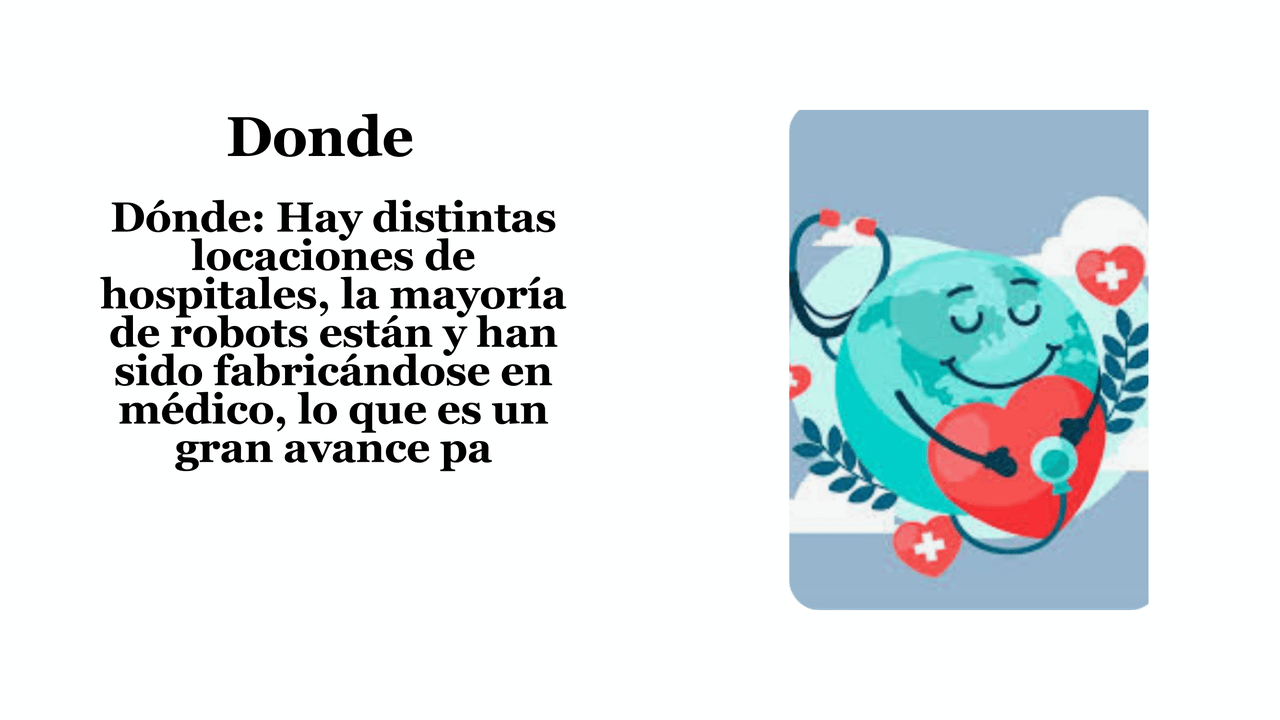 Donde
Dónde: Hay distintas
locaciones de
hospitales, la mayoría
de robots están y han
sido fabricándose en
médico, lo que es un
gran avance pa